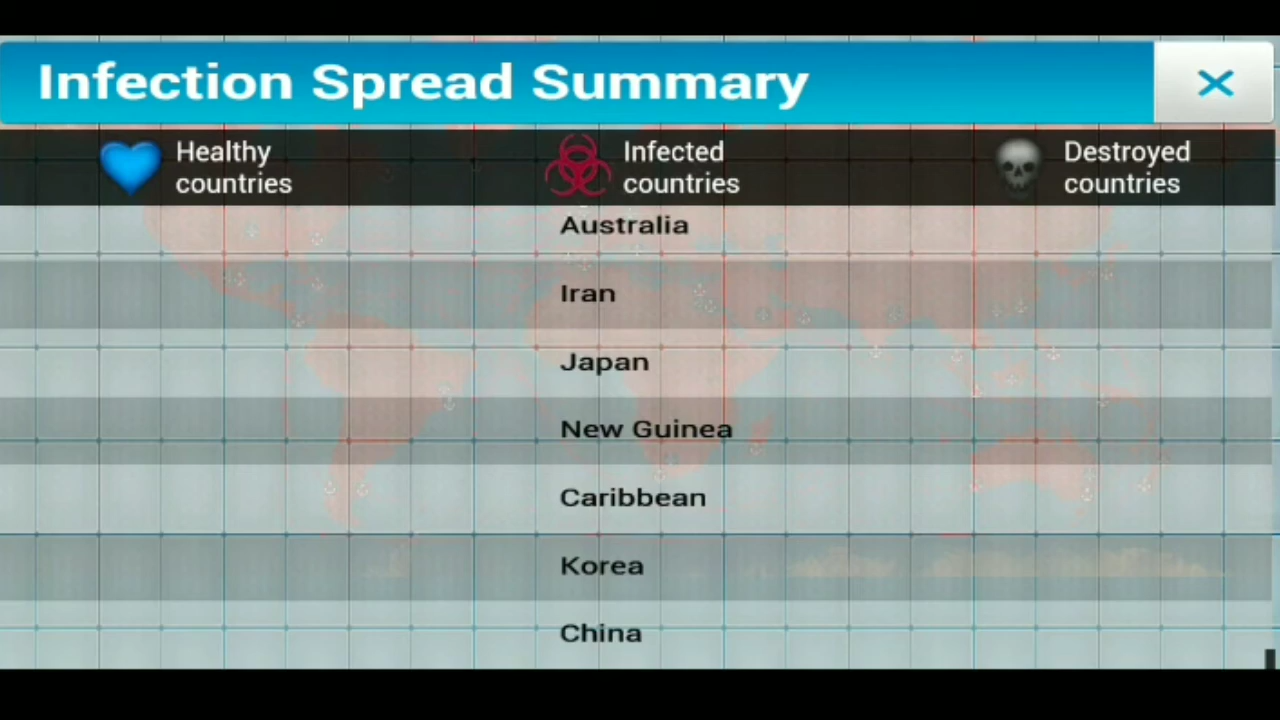 Infection Spread Summary
Healthy
countries
Infected
countries
Destroyed
countries
Australia
Iran
Japan
New Guinea
Caribbean
Korea
China